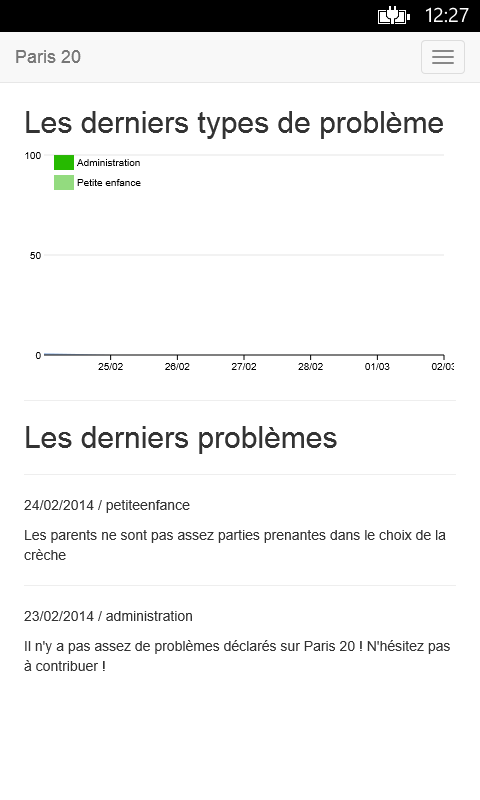 12:27
Paris 20
Les derniers types de problème
100
Administration
Petite enfance
50
0
25/02 26/02 27/02 28/02 01/03 02/03
Les derniers problèmes
24/02/2014 / petiteenfance
Les parents ne sont pas assez parties prenantes dans le choix de la
crèche
23/02/2014 / administration
Il n'y a pas assez de problèmes déclarés sur Paris 20 ! N'hésitez pas
à contribuer !